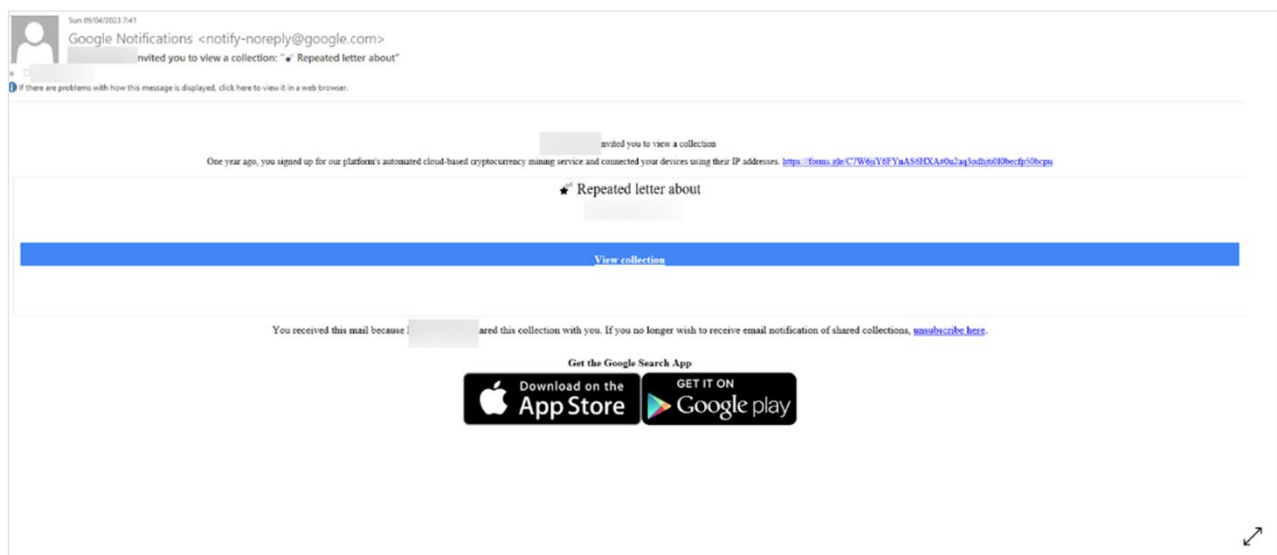 Sun 09/04/2023 7:41
Google Notifications <notify-noreply@google.com>
nvited you to view a collection: "☄ Repeated letter about"
If there are problems with how this message is displayed, click here to view it in a web browser.
nvited you to view a collection
One year ago, you signed up for our platform's automated cloud-based cryptocurrency mining service and connected your devices using their IP addresses.
☄ Repeated letter about
View collection
You received this mail because ared this collection with you. If you no longer wish to receive email notification of shared collections, unsubscribe here.
Get the Google Search App
Download on the
App Store
GET IT ON
Google play